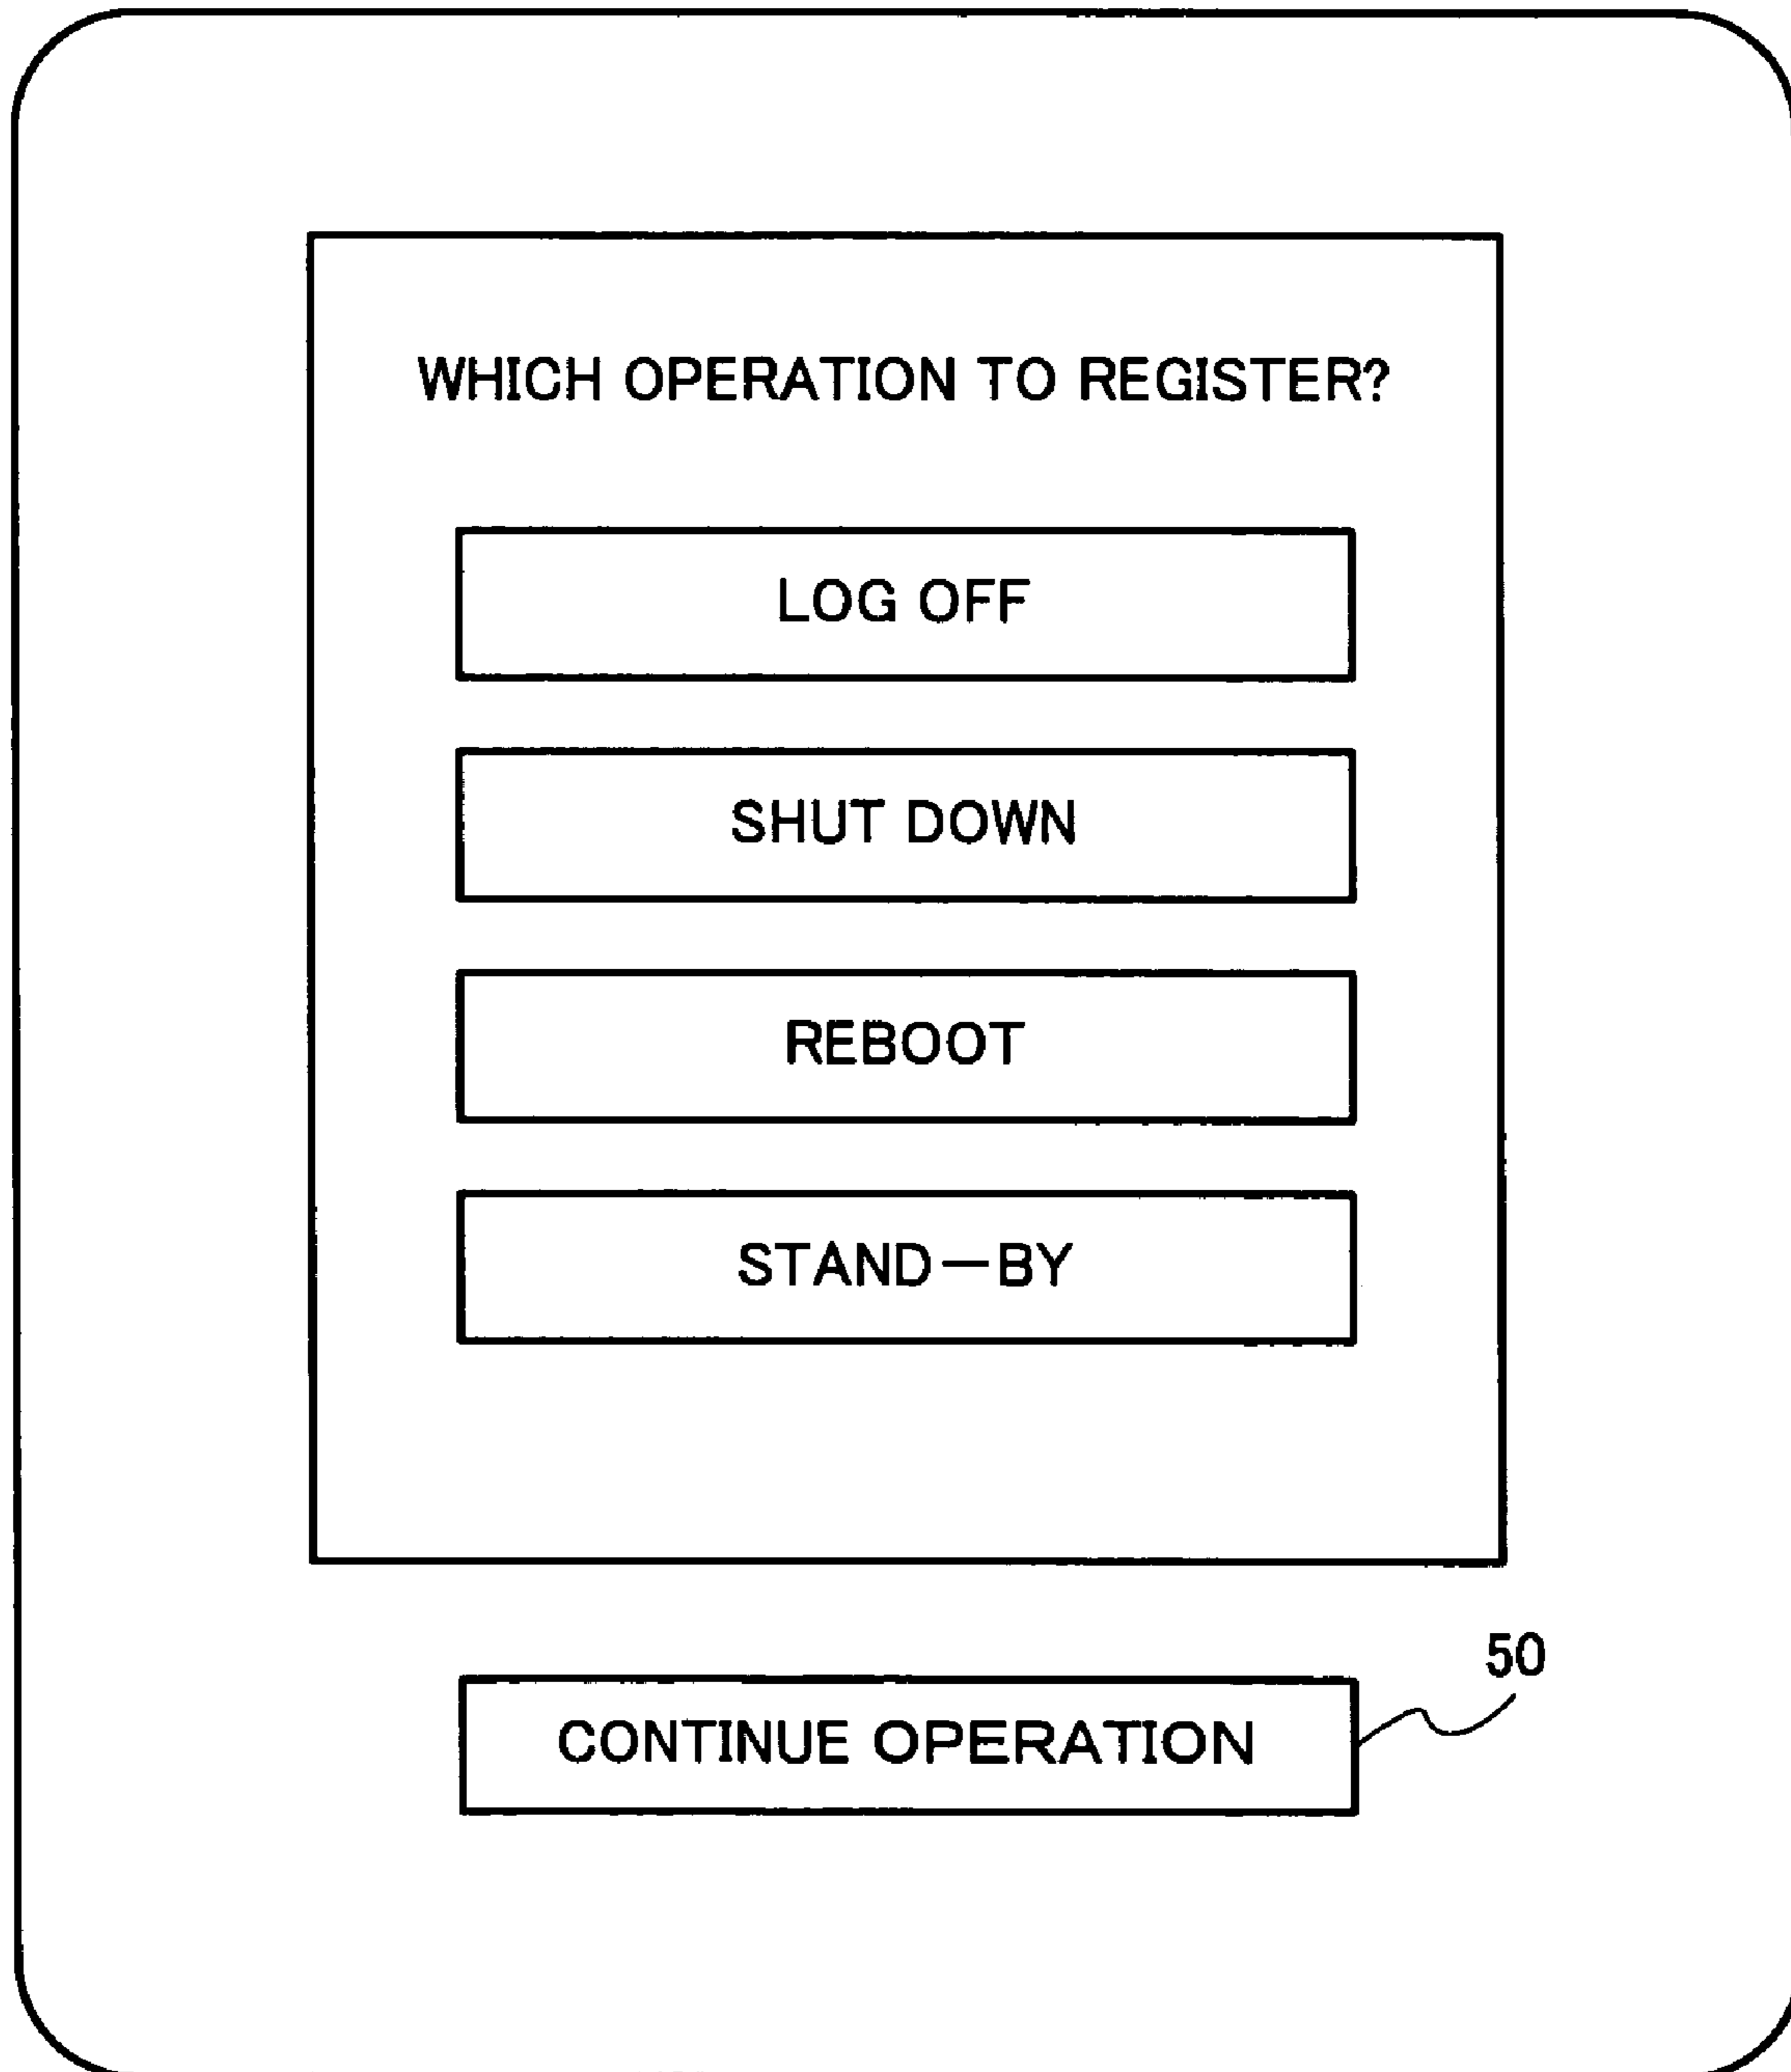 WHICH OPERATION TO REGISTER?
LOG OFF
SHUT DOWN
REBOOT
STAND-BY
50
CONTINUE OPERATION